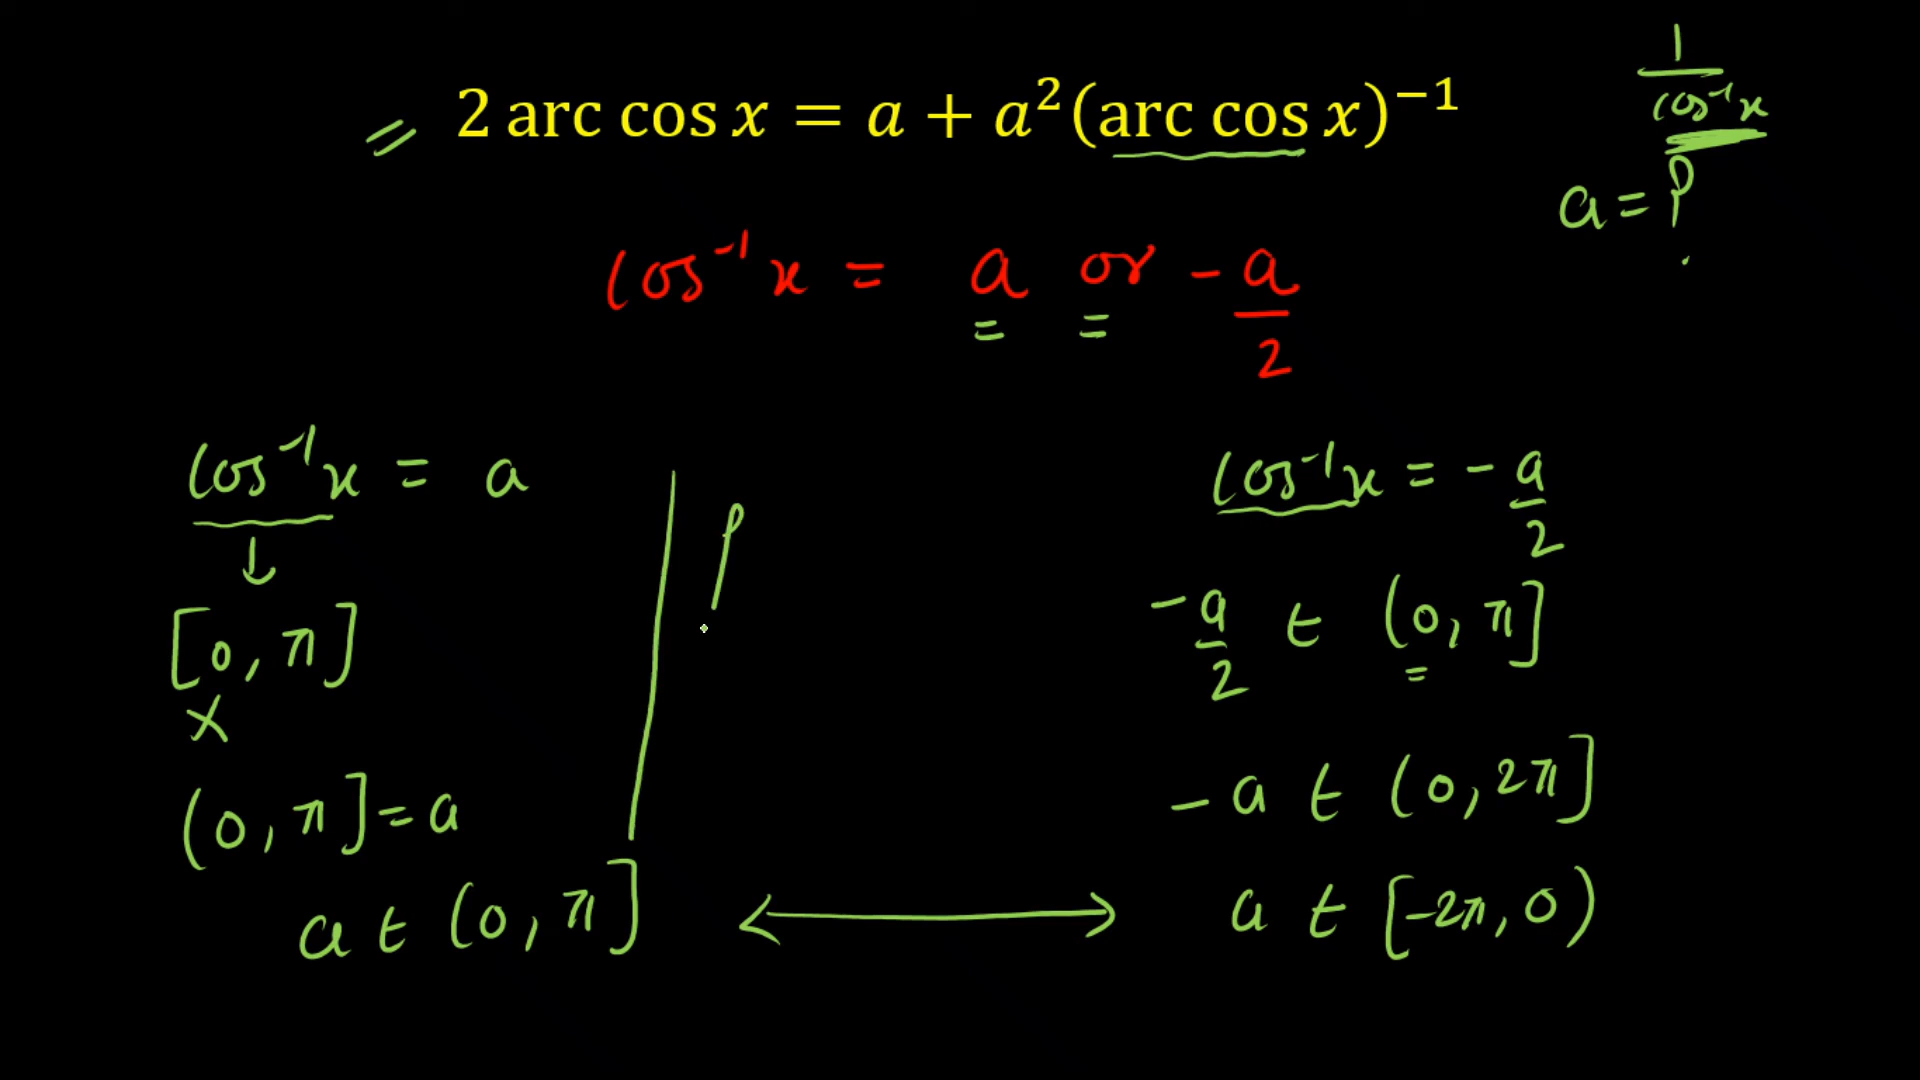 = 2 arc cos x = a + a²(arc cos x)⁻¹
1
cos⁻¹x
a = ?
cos⁻¹x = a or -a/2
cos⁻¹x = a
[0, π]
X
(0, π] = a
a ∈ (0, π]
cos⁻¹x = -a/2
-a/2 ∈ (0, π]
-a ∈ (0, 2π]
a ∈ [-2π, 0)